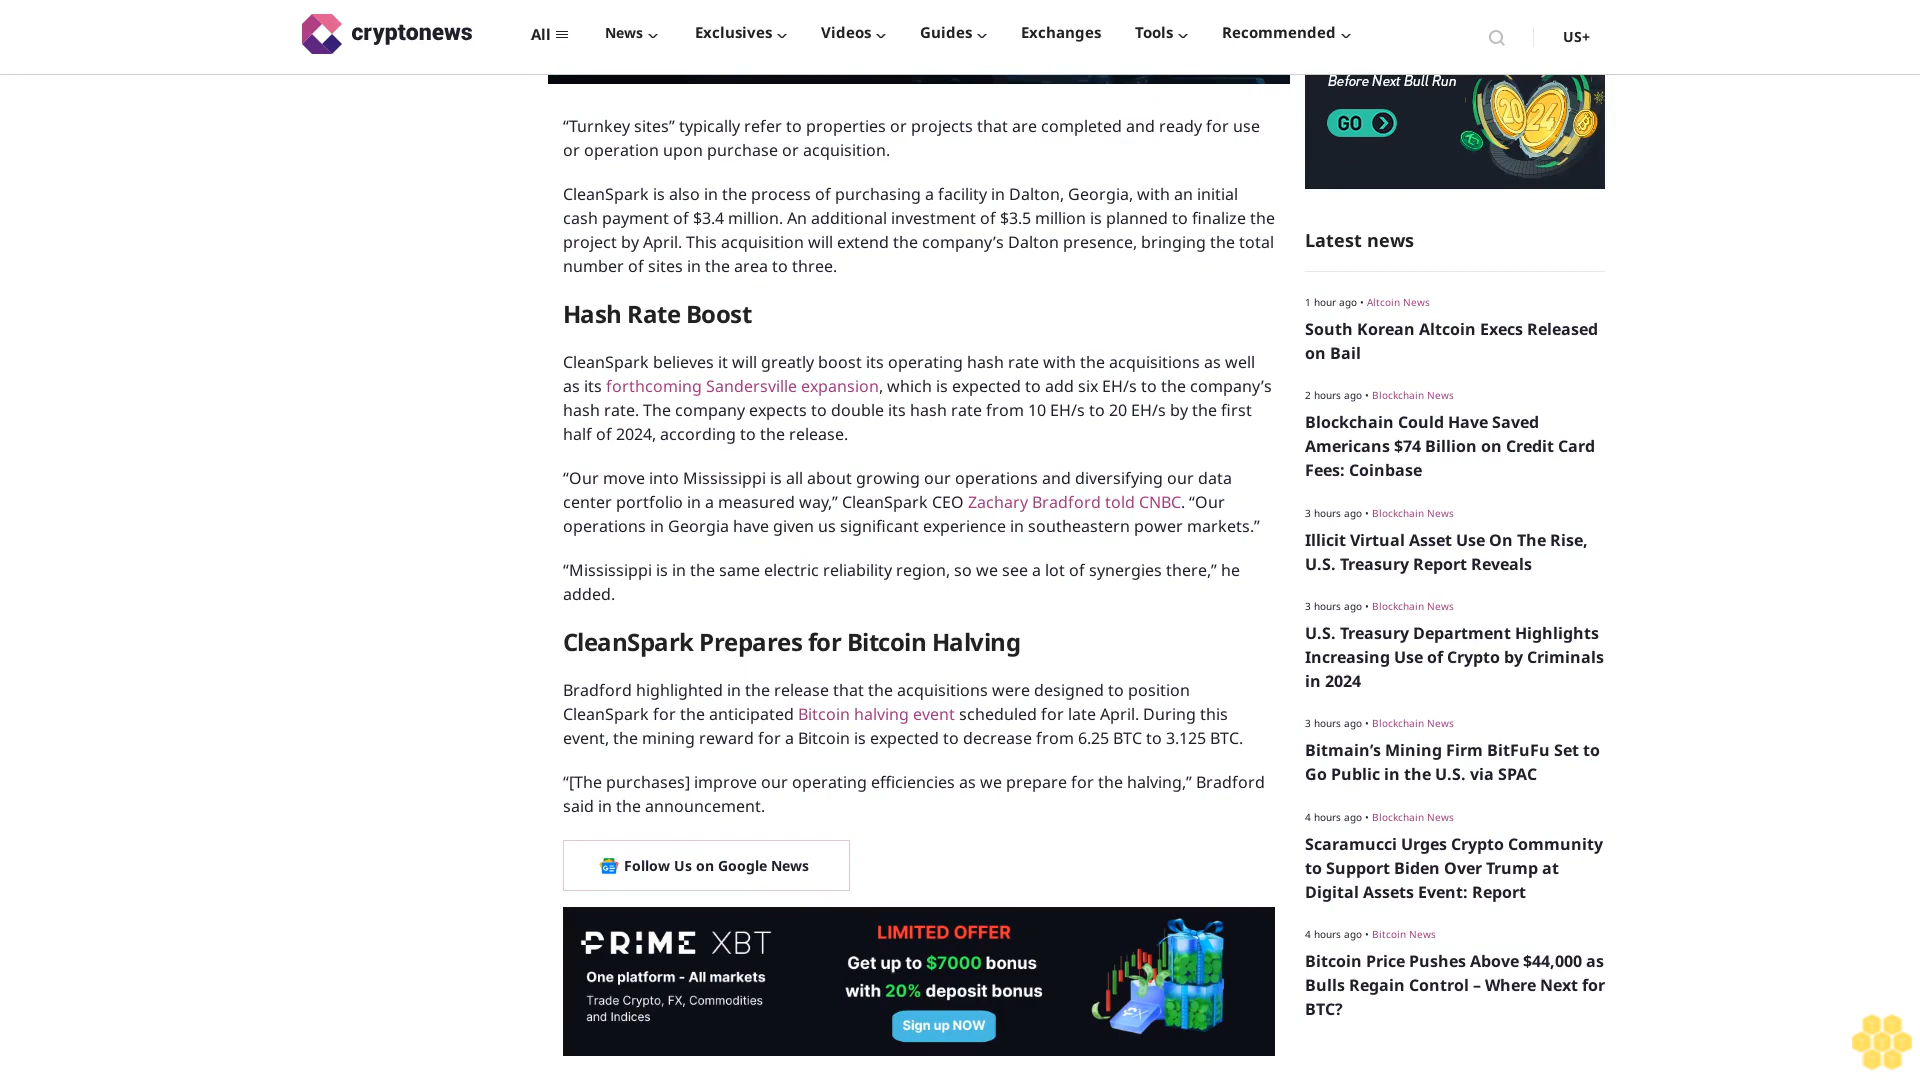 cryptonews
All
News
Exclusives
Videos
Guides
Exchanges
Tools
Recommended
US+
“Turnkey sites” typically refer to properties or projects that are completed and ready for use
or operation upon purchase or acquisition.
CleanSpark is also in the process of purchasing a facility in Dalton, Georgia, with an initial
cash payment of $3.4 million. An additional investment of $3.5 million is planned to finalize the
project by April. This acquisition will extend the company’s Dalton presence, bringing the total
number of sites in the area to three.
Hash Rate Boost
CleanSpark believes it will greatly boost its operating hash rate with the acquisitions as well
as its forthcoming Sandersville expansion, which is expected to add six EH/s to the company’s
hash rate. The company expects to double its hash rate from 10 EH/s to 20 EH/s by the first
half of 2024, according to the release.
“Our move into Mississippi is all about growing our operations and diversifying our data
center portfolio in a measured way,” CleanSpark CEO Zachary Bradford told CNBC. “Our
operations in Georgia have given us significant experience in southeastern power markets.”
“Mississippi is in the same electric reliability region, so we see a lot of synergies there,” he
added.
CleanSpark Prepares for Bitcoin Halving
Bradford highlighted in the release that the acquisitions were designed to position
CleanSpark for the anticipated Bitcoin halving event scheduled for late April. During this
event, the mining reward for a Bitcoin is expected to decrease from 6.25 BTC to 3.125 BTC.
“[The purchases] improve our operating efficiencies as we prepare for the halving,” Bradford
said in the announcement.
Follow Us on Google News
PRIME XBT
One platform - All markets
Trade Crypto, FX, Commodities
and Indices
LIMITED OFFER
Get up to $7000 bonus
with 20% deposit bonus
Sign up NOW
Before Next Bull Run
GO
20 24
Latest news
1 hour ago • Altcoin News
South Korean Altcoin Execs Released
on Bail
2 hours ago • Blockchain News
Blockchain Could Have Saved
Americans $74 Billion on Credit Card
Fees: Coinbase
3 hours ago • Blockchain News
Illicit Virtual Asset Use On The Rise,
U.S. Treasury Report Reveals
3 hours ago • Blockchain News
U.S. Treasury Department Highlights
Increasing Use of Crypto by Criminals
in 2024
3 hours ago • Blockchain News
Bitmain’s Mining Firm BitFuFu Set to
Go Public in the U.S. via SPAC
4 hours ago • Blockchain News
Scaramucci Urges Crypto Community
to Support Biden Over Trump at
Digital Assets Event: Report
4 hours ago • Bitcoin News
Bitcoin Price Pushes Above $44,000 as
Bulls Regain Control – Where Next for
BTC?